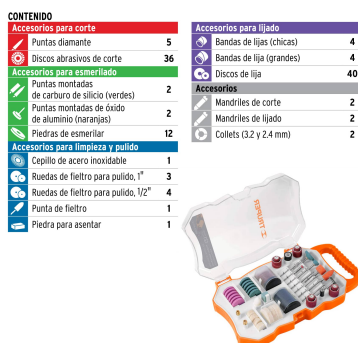 CONTENIDO
Accesorios para corte
Puntas diamante 5
Discos abrasivos de corte 36
Accesorios para esmerilado
Puntas montadas
de carburo de silicio (verdes) 2
Puntas montadas de óxido
de aluminio (naranjas) 2
Piedras de esmerilar 12
Accesorios para limpieza y pulido
Cepillo de acero inoxidable 1
Ruedas de fieltro para pulido, 1" 3
Ruedas de fieltro para pulido, 1/2" 4
Punta de fieltro 1
Piedra para asentar 1
Accesorios para lijado
Bandas de lijas (chicas) 4
Bandas de lija (grandes) 4
Discos de lija 40
Accesorios
Mandriles de corte 2
Mandriles de lijado 2
Collets (3.2 y 2.4 mm) 2
TRUPER